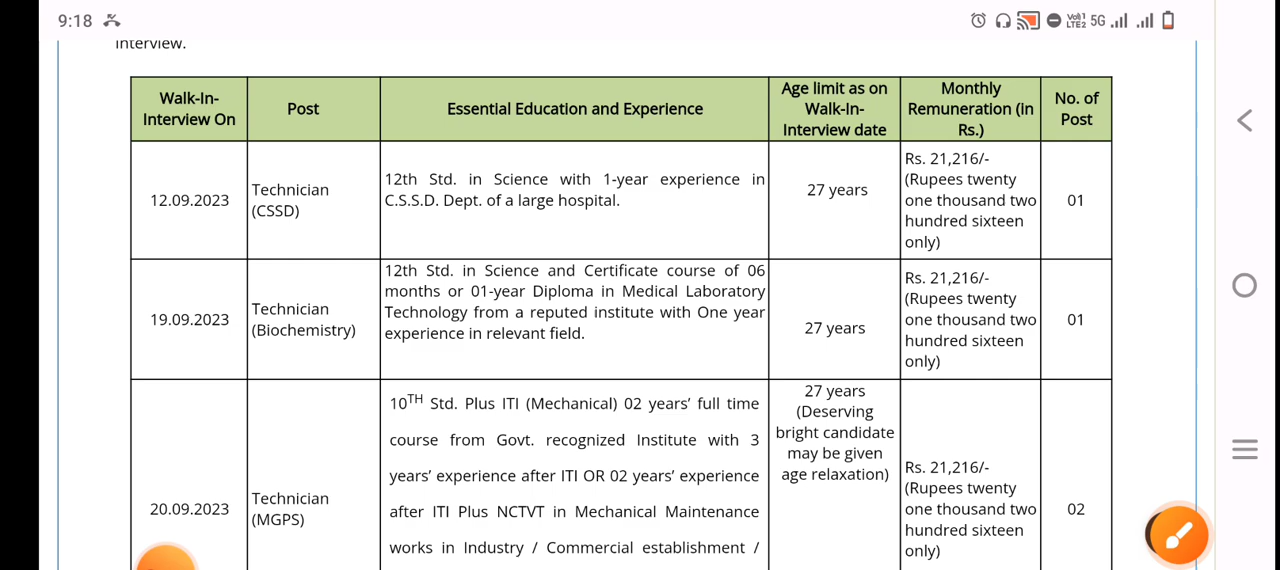 9:18
Vo))1
LTE2 5G
interview.
Walk-In-
Interview On
Post
Essential Education and Experience
Age limit as on
Walk-In-
Interview date
Monthly
Remuneration (in
Rs.)
No. of
Post
12.09.2023
Technician
(CSSD)
12th Std. in Science with 1-year experience in
C.S.S.D. Dept. of a large hospital.
27 years
Rs. 21,216/-
(Rupees twenty
one thousand two
hundred sixteen
only)
01
19.09.2023
Technician
(Biochemistry)
12th Std. in Science and Certificate course of 06
months or 01-year Diploma in Medical Laboratory
Technology from a reputed institute with One year
experience in relevant field.
27 years
Rs. 21,216/-
(Rupees twenty
one thousand two
hundred sixteen
only)
01
20.09.2023
Technician
(MGPS)
10TH Std. Plus ITI (Mechanical) 02 years’ full time
course from Govt. recognized Institute with 3
years’ experience after ITI OR 02 years’ experience
after ITI Plus NCTVT in Mechanical Maintenance
works in Industry / Commercial establishment /
27 years
(Deserving
bright candidate
may be given
age relaxation)
Rs. 21,216/-
(Rupees twenty
one thousand two
hundred sixteen
only)
02